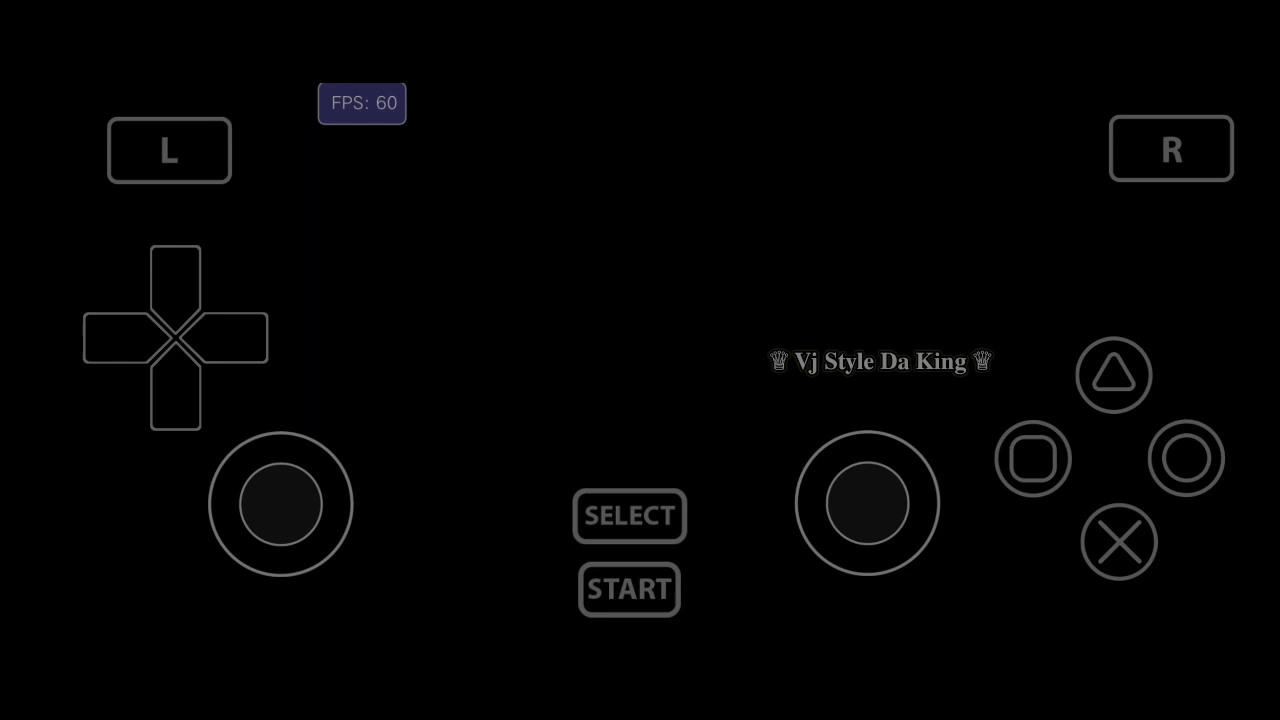 FPS: 60
L
R
♕ Vj Style Da King ♕
SELECT
START